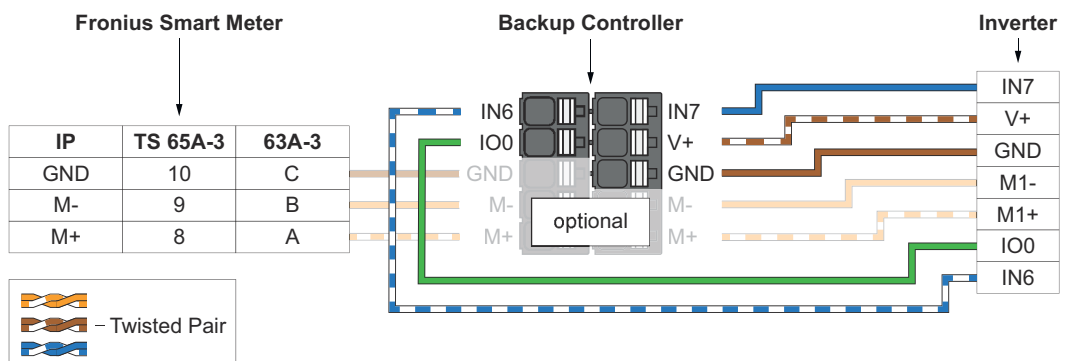 Fronius Smart Meter Backup Controller Inverter
IP TS 65A-3 63A-3
GND 10 C
M- 9 B
M+ 8 A
IN6 IN7
IO0 V+
GND GND
M- optional M-
M+ M+
IN7
V+
GND
M1-
M1+
IO0
IN6
Twisted Pair